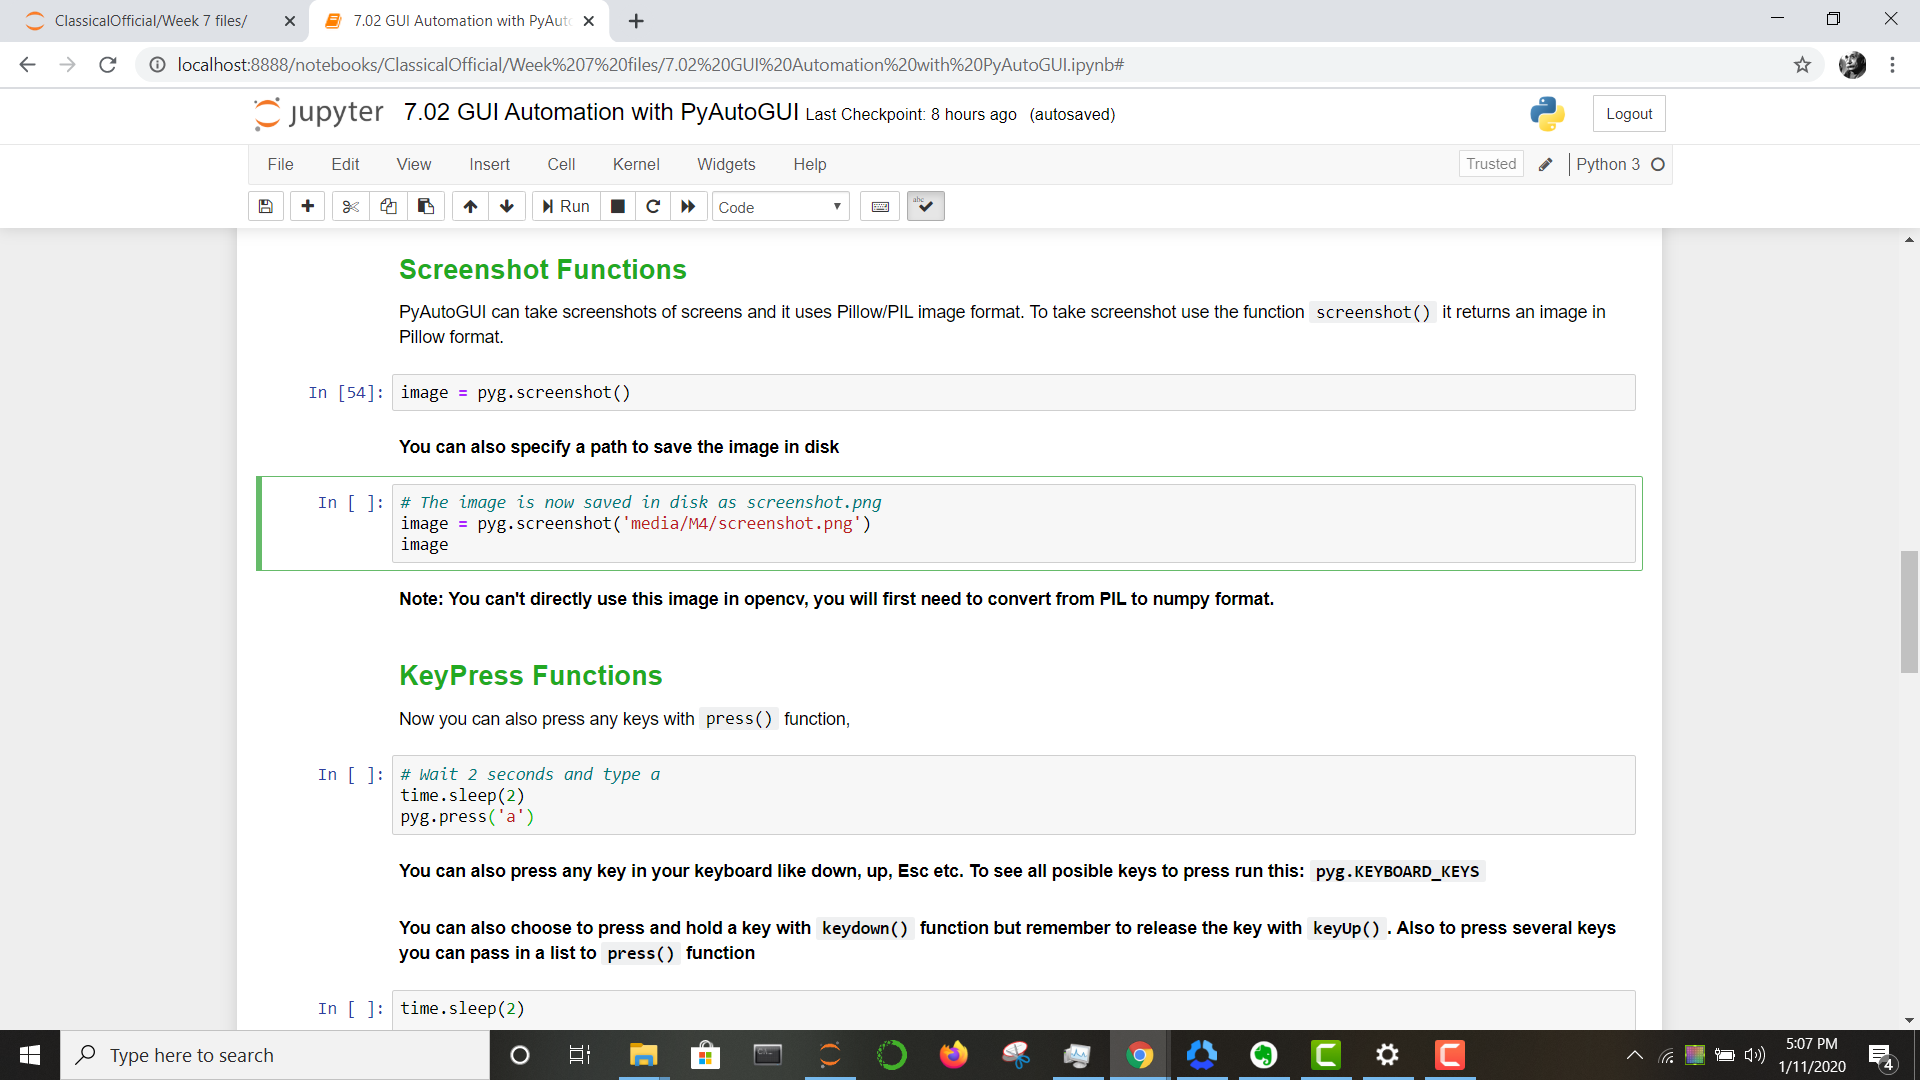 ClassicalOfficial/Week 7 files/
7.02 GUI Automation with PyAuto
localhost:8888/notebooks/ClassicalOfficial/Week%207%20files/7.02%20GUI%20Automation%20with%20PyAutoGUI.ipynb#
jupyter 7.02 GUI Automation with PyAutoGUI Last Checkpoint: 8 hours ago (autosaved) Logout
File Edit View Insert Cell Kernel Widgets Help Trusted Python 3
Run Code abc
Screenshot Functions
PyAutoGUI can take screenshots of screens and it uses Pillow/PIL image format. To take screenshot use the function screenshot() it returns an image in
Pillow format.
In [54]: image = pyg.screenshot()
You can also specify a path to save the image in disk
In [ ]: # The image is now saved in disk as screenshot.png
image = pyg.screenshot('media/M4/screenshot.png')
image
Note: You can't directly use this image in opencv, you will first need to convert from PIL to numpy format.
KeyPress Functions
Now you can also press any keys with press() function,
In [ ]: # Wait 2 seconds and type a
time.sleep(2)
pyg.press('a')
You can also press any key in your keyboard like down, up, Esc etc. To see all posible keys to press run this: pyg.KEYBOARD_KEYS
You can also choose to press and hold a key with keydown() function but remember to release the key with keyUp() . Also to press several keys
you can pass in a list to press() function
In [ ]: time.sleep(2)
Type here to search
5:07 PM
1/11/2020
4